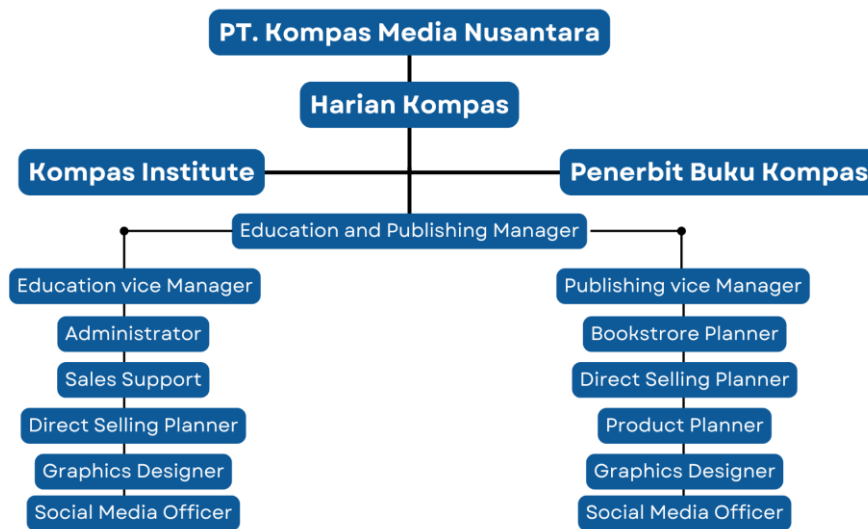 PT. Kompas Media Nusantara
Harian Kompas
Kompas Institute
Penerbit Buku Kompas
Education and Publishing Manager
Education vice Manager
Administrator
Sales Support
Direct Selling Planner
Graphics Designer
Social Media Officer
Publishing vice Manager
Bookstrore Planner
Direct Selling Planner
Product Planner
Graphics Designer
Social Media Officer